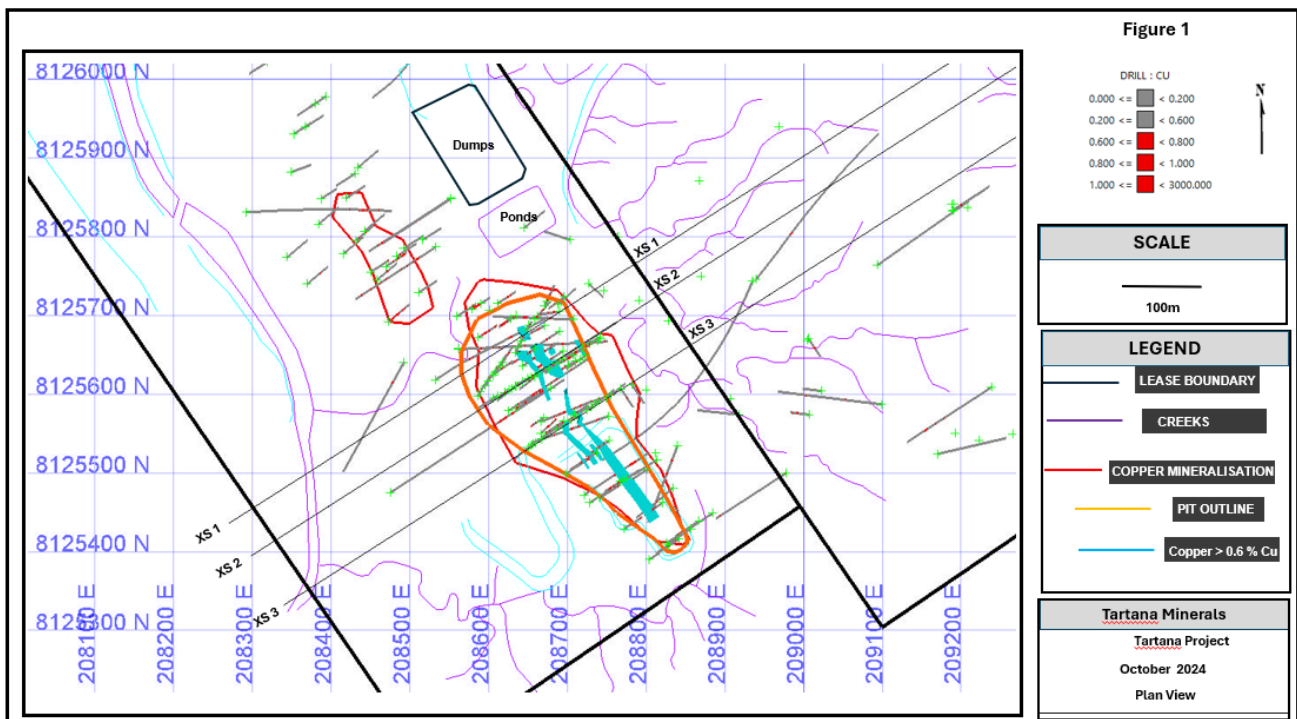 Figure 1
8126000 N
8125900 N
8125800 N
8125700 N
8125600 N
8125500 N
8125400 N
8125300 N
Dumps
Ponds
XS 1
XS 2
XS 3
XS 1
XS 2
XS 3
208100 E
208200 E
208300 E
208400 E
208500 E
208600 E
208700 E
208800 E
208900 E
209000 E
209100 E
209200 E
DRILL : CU
0.000 <= < 0.200
0.200 <= < 0.600
0.600 <= < 0.800
0.800 <= < 1.000
1.000 <= < 3000.000
N
SCALE
100m
LEGEND
LEASE BOUNDARY
CREEKS
COPPER MINERALISATION
PIT OUTLINE
Copper > 0.6 % Cu
Tartana Minerals
Tartana Project
October 2024
Plan View